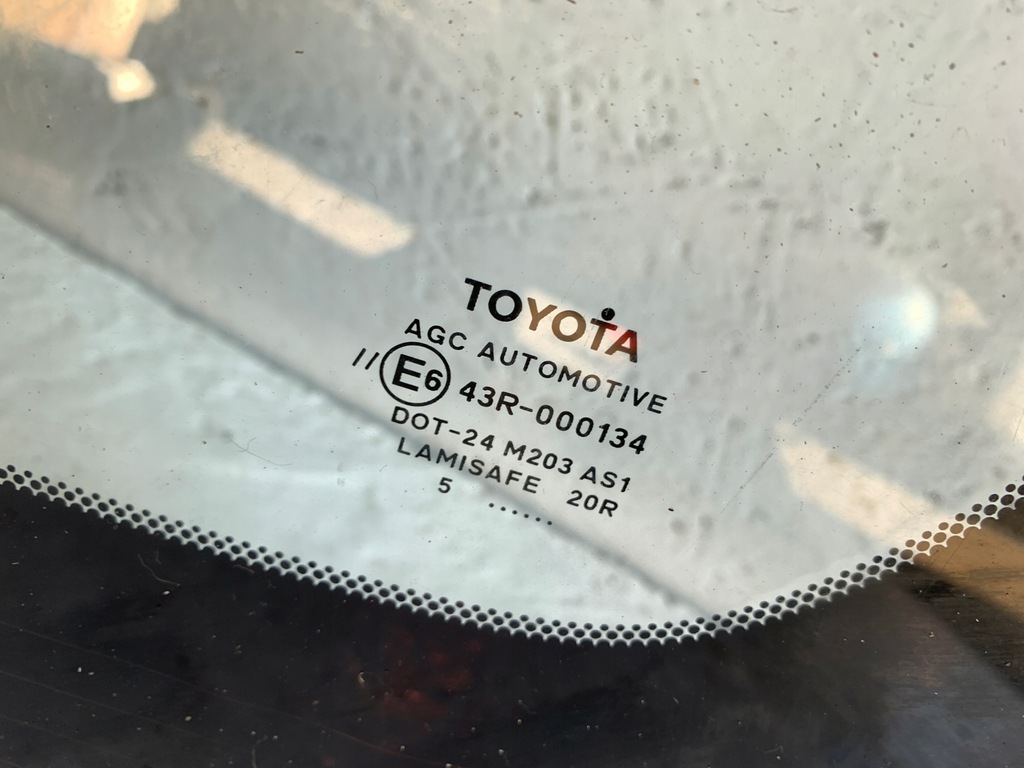 TOYOTA
AGC AUTOMOTIVE
// E6 43R-000134
DOT-24 M203 AS1
LAMISAFE 20R
5 ......